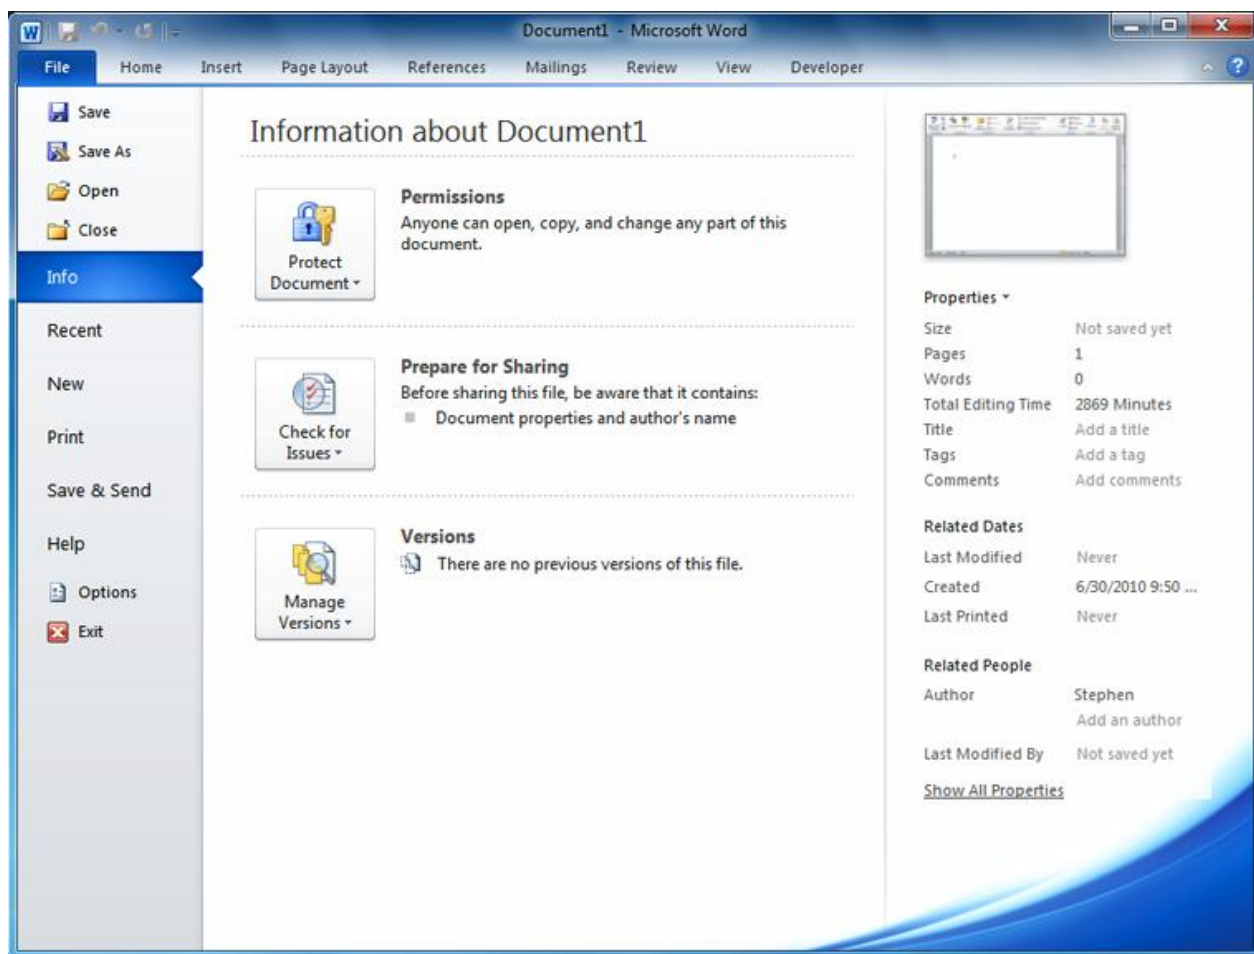 Document1 - Microsoft Word
File Home Insert Page Layout References Mailings Review View Developer
Save
Save As
Open
Close
Info
Recent
New
Print
Save & Send
Help
Options
Exit
Information about Document1
Protect
Document
Permissions
Anyone can open, copy, and change any part of this
document.
Check for
Issues
Prepare for Sharing
Before sharing this file, be aware that it contains:
Document properties and author's name
Manage
Versions
Versions
There are no previous versions of this file.
Properties
Size Not saved yet
Pages 1
Words 0
Total Editing Time 2869 Minutes
Title Add a title
Tags Add a tag
Comments Add comments
Related Dates
Last Modified Never
Created 6/30/2010 9:50 ...
Last Printed Never
Related People
Author Stephen
Add an author
Last Modified By Not saved yet
Show All Properties